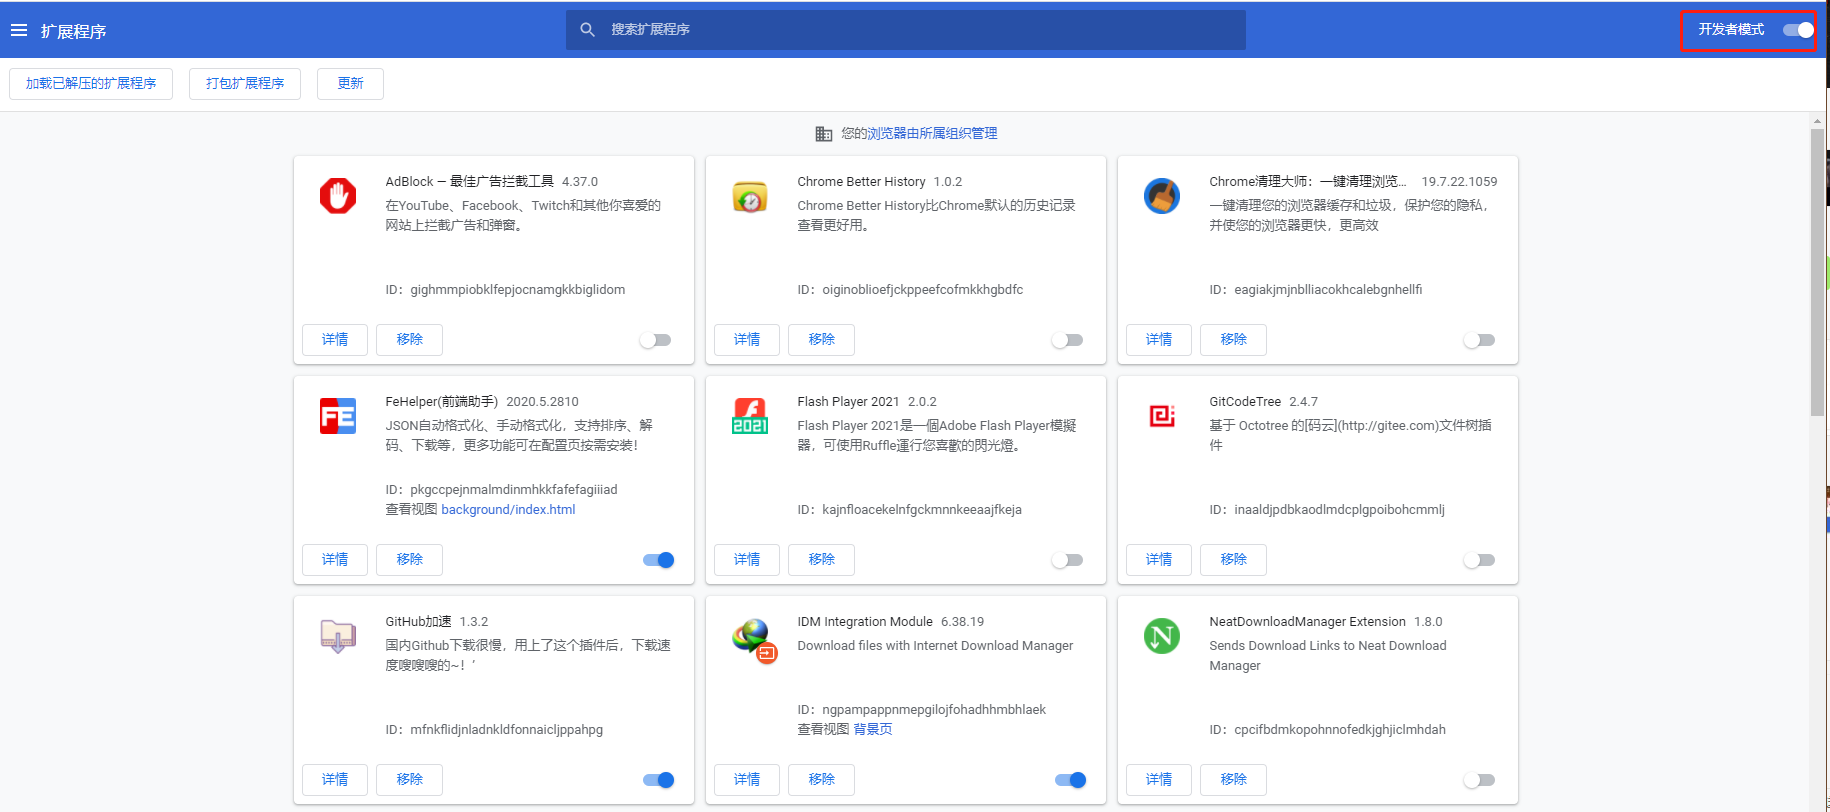 扩展程序
搜索扩展程序
开发者模式
加载已解压的扩展程序
打包扩展程序
更新
您的浏览器由所属组织管理
AdBlock — 最佳广告拦截工具 4.37.0
在YouTube、Facebook、Twitch和其他你喜爱的
网站上拦截广告和弹窗。
ID：gighmmpiobklfepjocnamgkkbiglidom
详情
移除
Chrome Better History 1.0.2
Chrome Better History比Chrome默认的历史记录
查看更好用。
ID：oiginoblioefjckppeefcofmkkhgbdfc
详情
移除
Chrome清理大师：一键清理浏览... 19.7.22.1059
一键清理您的浏览器缓存和垃圾，保护您的隐私，
并使您的浏览器更快，更高效
ID：eagiakjmjnblliacokhcalebgnhellfi
详情
移除
FeHelper(前端助手) 2020.5.2810
JSON自动格式化、手动格式化，支持排序、解
码、下载等，更多功能可在配置页按需安装！
ID：pkgccpejnmalmdinmhkkfafefagiiiad
查看视图 background/index.html
详情
移除
FE
Flash Player 2021 2.0.2
Flash Player 2021是一個Adobe Flash Player模擬
器，可使用Ruffle運行您喜歡的閃光燈。
ID：kajnfloacekelnfgckmnnkeeaajfkeja
详情
移除
2021
GitCodeTree 2.4.7
基于 Octotree 的[码云](http://gitee.com)文件树插
件
ID：inaaldjpdbkaodlmdcplgpoibohcmmlj
详情
移除
GitHub加速 1.3.2
国内Github下载很慢，用上了这个插件后，下载速
度嗖嗖嗖的~！'
ID：mfnkflidjnladnkldfonnaicljppahpg
详情
移除
IDM Integration Module 6.38.19
Download files with Internet Download Manager
ID：ngpampappnmepgilojfohadhhmbhlaek
查看视图 背景页
详情
移除
N
NeatDownloadManager Extension 1.8.0
Sends Download Links to Neat Download
Manager
ID：cpcifbdmkopohnnofedkjghjiclmhdah
详情
移除